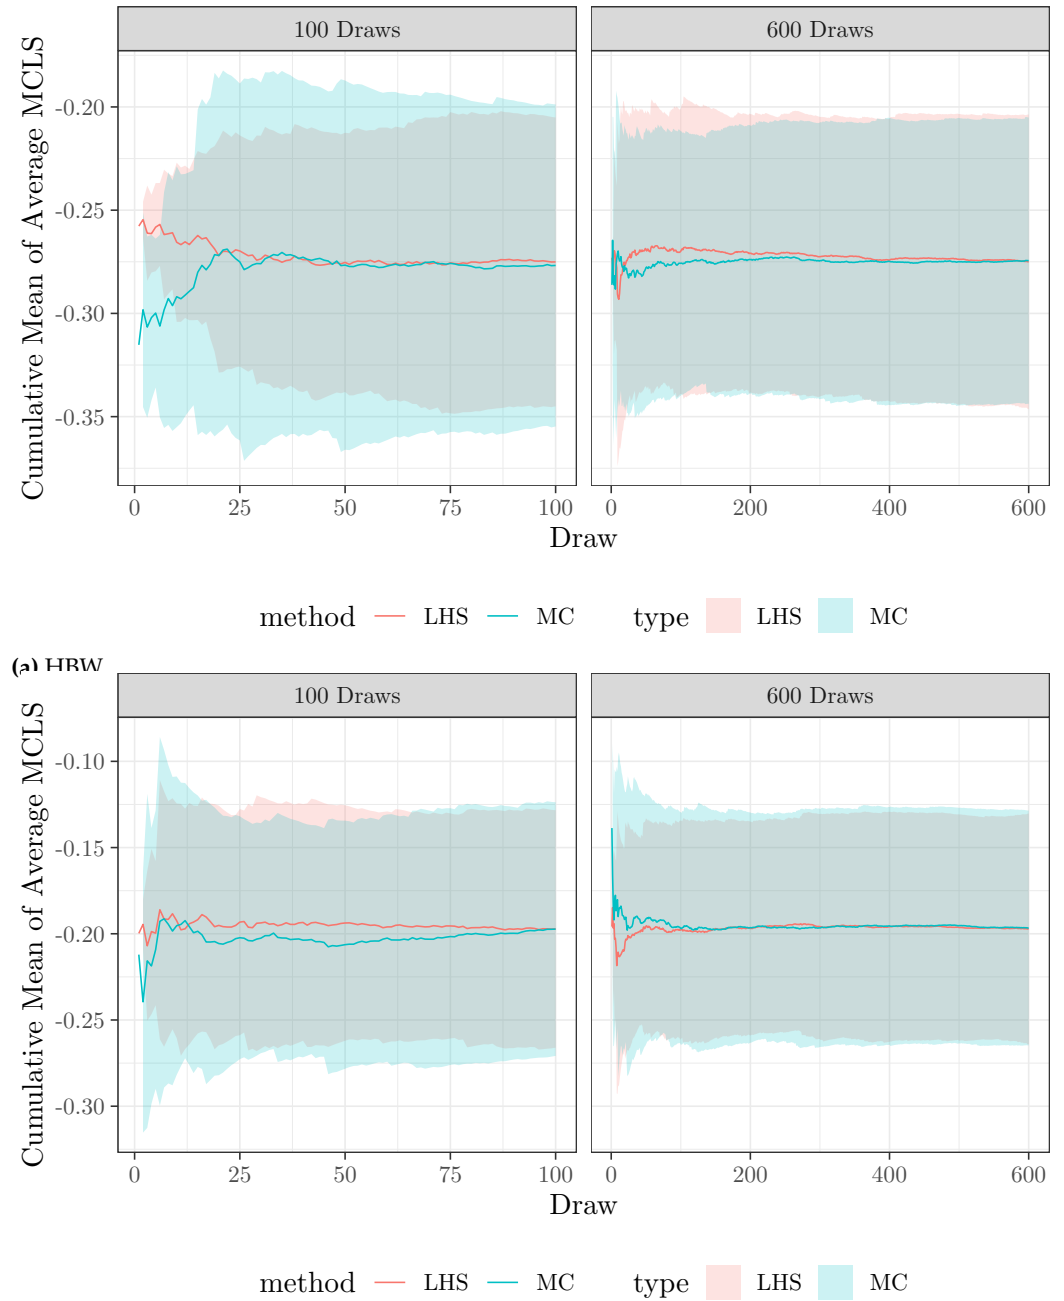 100 Draws 600 Draws
Cumulative Mean of Average MCLS
-0.20
-0.25
-0.30
-0.35
0 25 50 75 100 0 200 400 600
Draw
method LHS MC type LHS MC
(a) HBW
100 Draws 600 Draws
Cumulative Mean of Average MCLS
-0.10
-0.15
-0.20
-0.25
-0.30
0 25 50 75 100 0 200 400 600
Draw
method LHS MC type LHS MC